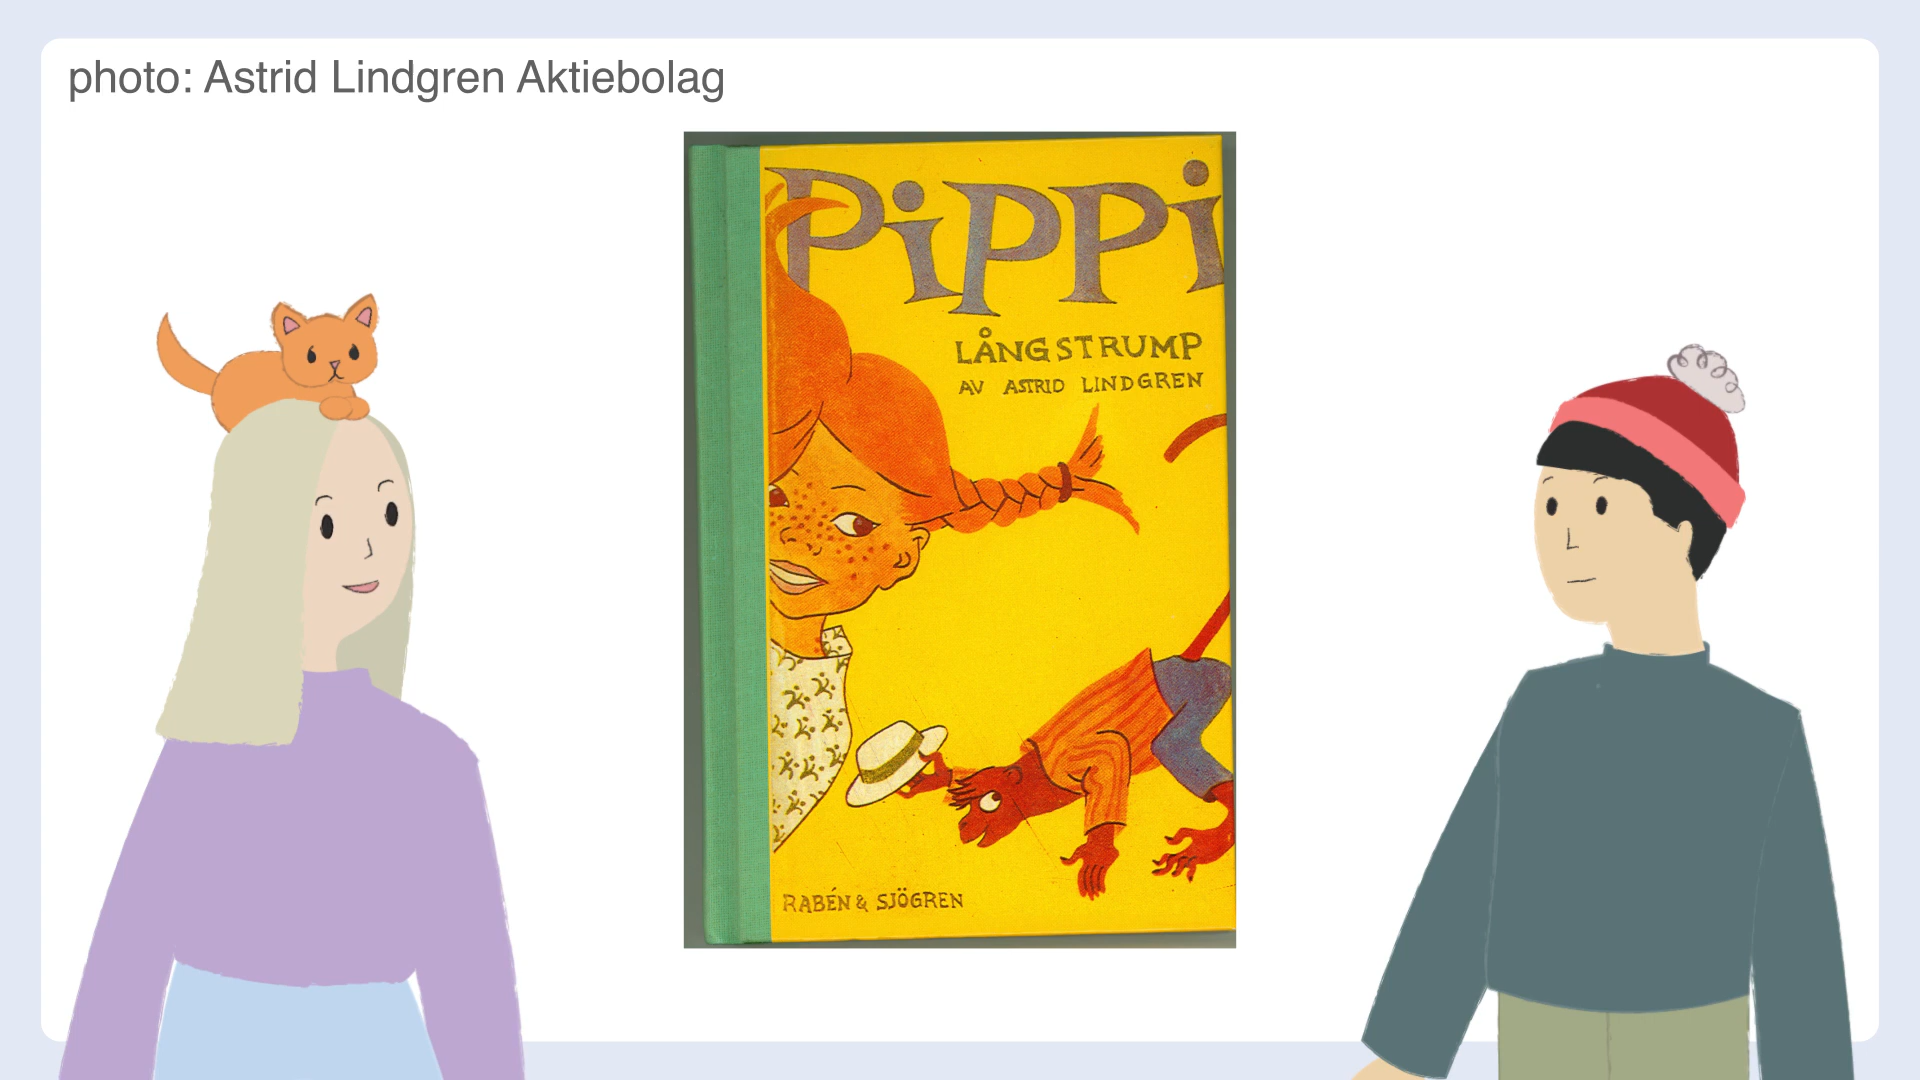 photo: Astrid Lindgren Aktiebolag
PiPPi
LÅNGSTRUMP
AV ASTRID LINDGREN
RABÉN & SJÖGREN